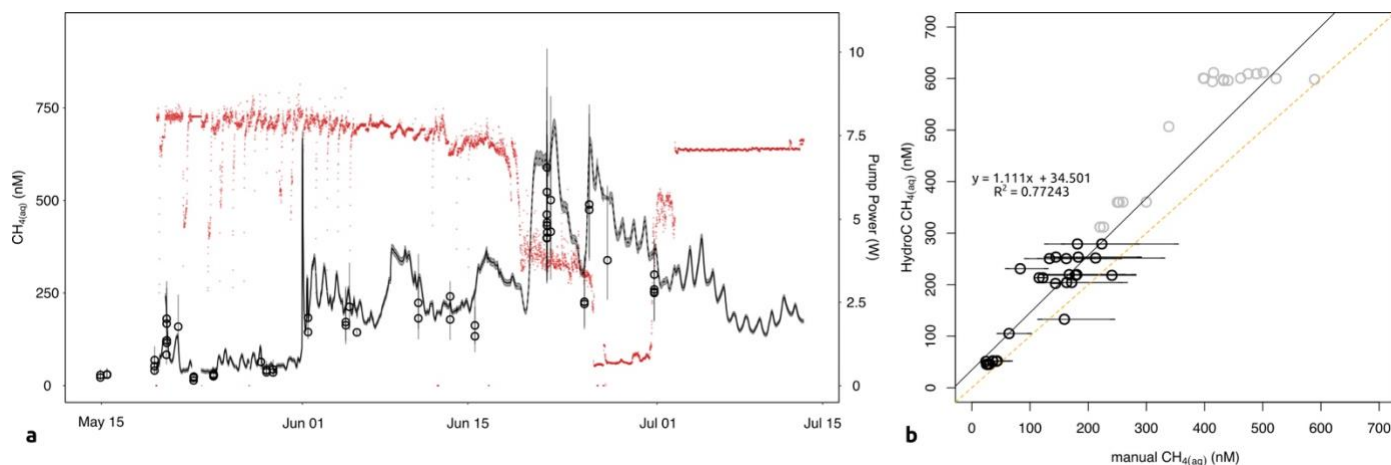 CH4(aq) (nM)
750
500
250
0
10
7.5
5
2.5
0
Pump Power (W)
May 15
Jun 01
Jun 15
Jul 01
Jul 15
a
HydroC CH4(aq) (nM)
700
600
500
400
300
200
100
0
y = 1.111x + 34.501
R² = 0.77243
0
100
200
300
400
500
600
700
manual CH4(aq) (nM)
b